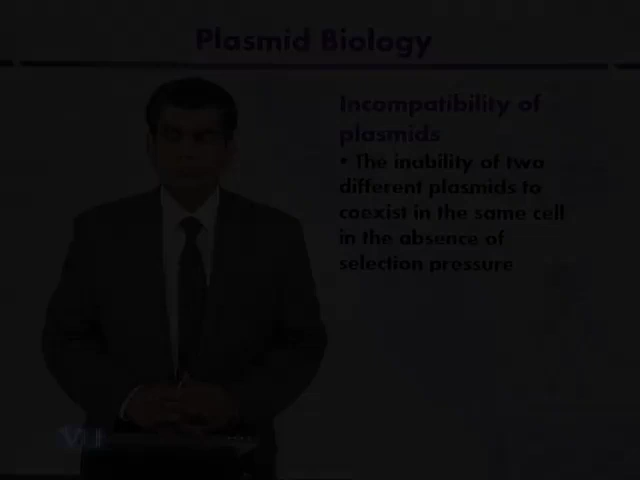 Plasmid Biology
Incompatibility of
plasmids
• The inability of two
different plasmids to
coexist in the same cell
in the absence of
selection pressure